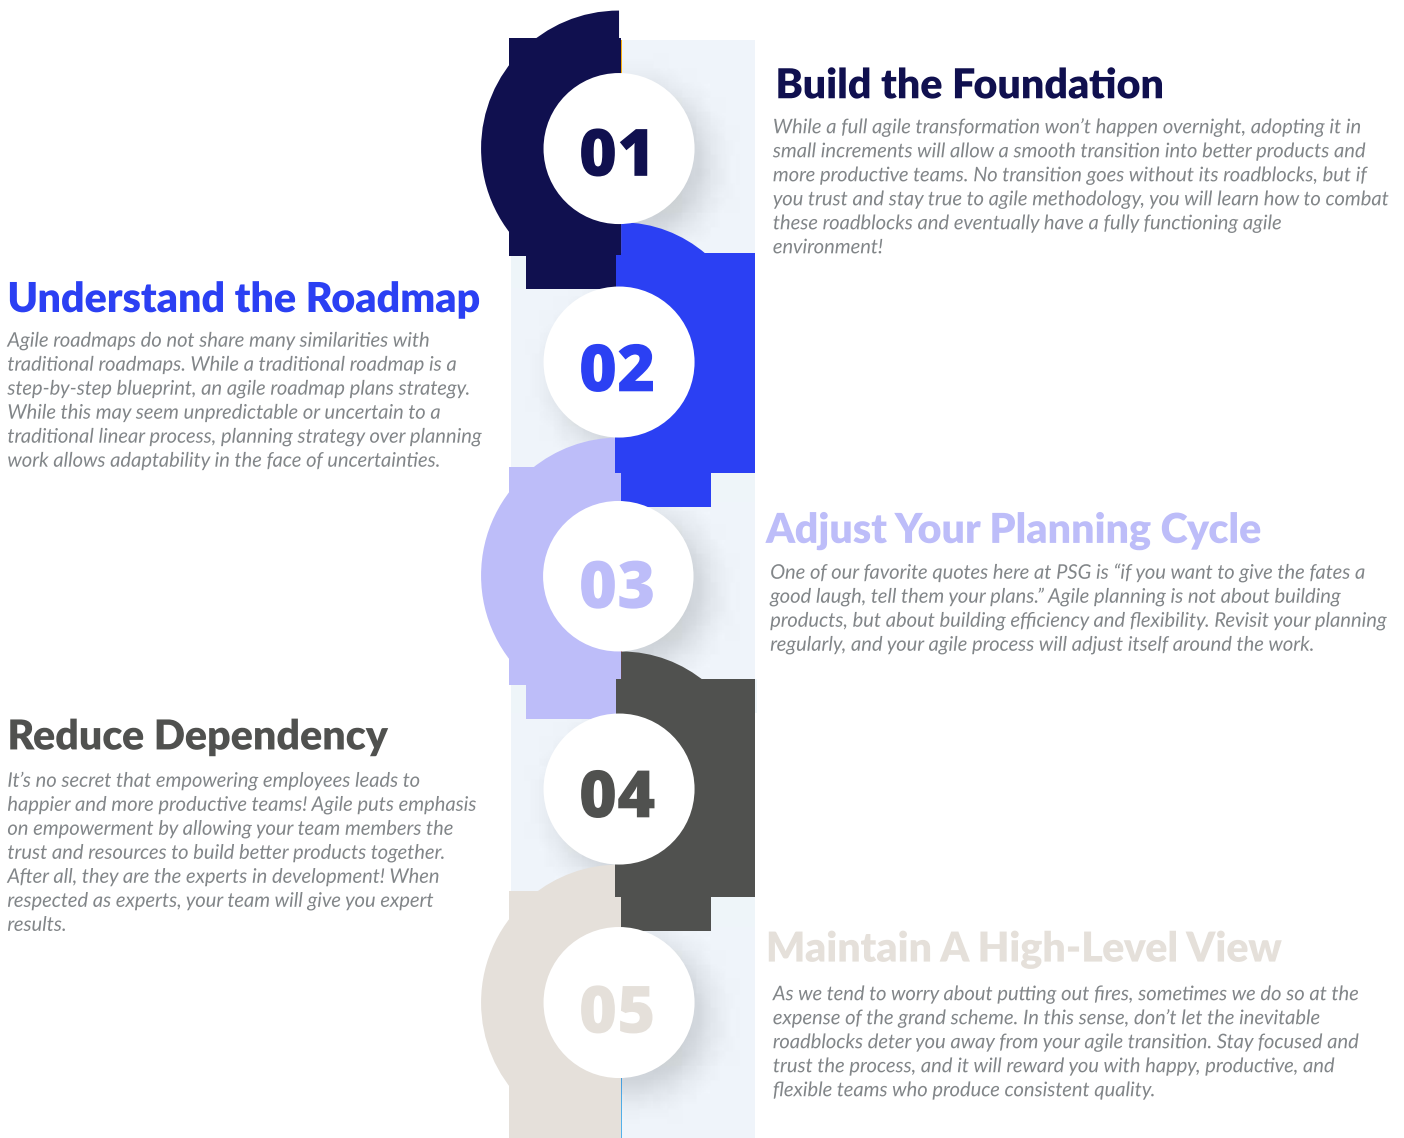 01
Build the Foundation
While a full agile transformation won’t happen overnight, adopting it in
small increments will allow a smooth transition into better products and
more productive teams. No transition goes without its roadblocks, but if
you trust and stay true to agile methodology, you will learn how to combat
these roadblocks and eventually have a fully functioning agile
environment!
Understand the Roadmap
Agile roadmaps do not share many similarities with
traditional roadmaps. While a traditional roadmap is a
step-by-step blueprint, an agile roadmap plans strategy.
While this may seem unpredictable or uncertain to a
traditional linear process, planning strategy over planning
work allows adaptability in the face of uncertainties.
02
03
Adjust Your Planning Cycle
One of our favorite quotes here at PSG is “if you want to give the fates a
good laugh, tell them your plans.” Agile planning is not about building
products, but about building efficiency and flexibility. Revisit your planning
regularly, and your agile process will adjust itself around the work.
Reduce Dependency
It’s no secret that empowering employees leads to
happier and more productive teams! Agile puts emphasis
on empowerment by allowing your team members the
trust and resources to build better products together.
After all, they are the experts in development! When
respected as experts, your team will give you expert
results.
04
05
Maintain A High-Level View
As we tend to worry about putting out fires, sometimes we do so at the
expense of the grand scheme. In this sense, don’t let the inevitable
roadblocks deter you away from your agile transition. Stay focused and
trust the process, and it will reward you with happy, productive, and
flexible teams who produce consistent quality.